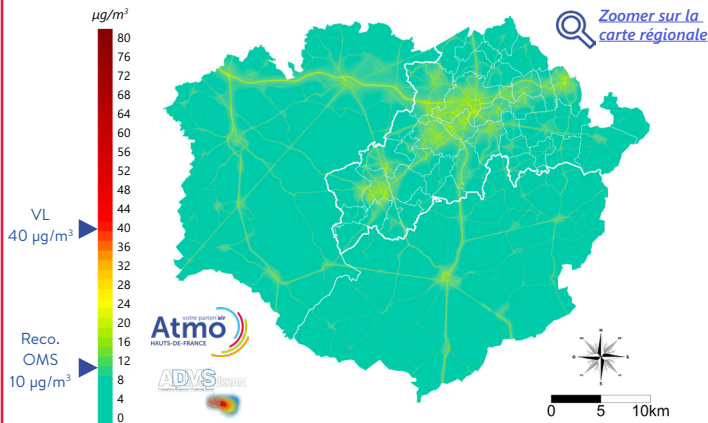 µg/m³
80
76
72
68
64
60
56
52
48
44
40
36
32
28
24
20
16
12
8
4
0
VL
40 µg/m³
Reco.
OMS
10 µg/m³
Zoomer sur la
carte régionale
votre parten'air
Atmo
HAUTS-DE-FRANCE
ADMS
N
O
E
S
0 5 10km